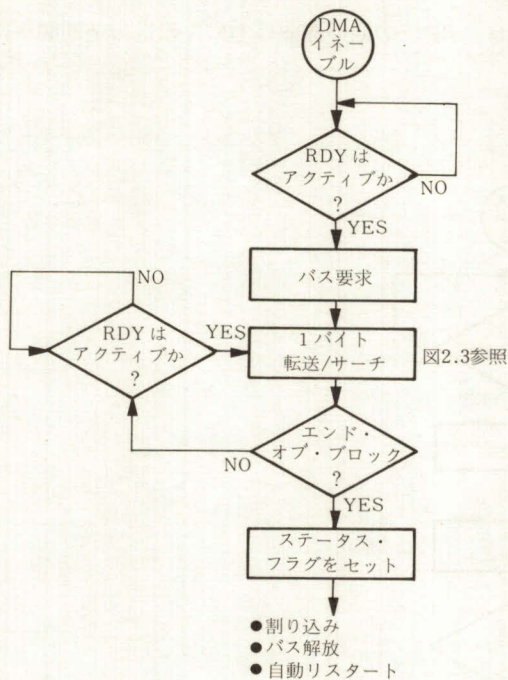 DMA
イネー
ブル
RDYは
アクティブか
?
NO
YES
バス要求
NO
RDYは
アクティブか
?
YES
1バイト
転送/サーチ
図2.3参照
エンド・
オブ・ブロック
?
NO
YES
ステータス・
フラグをセット
●割り込み
●バス解放
●自動リスタート